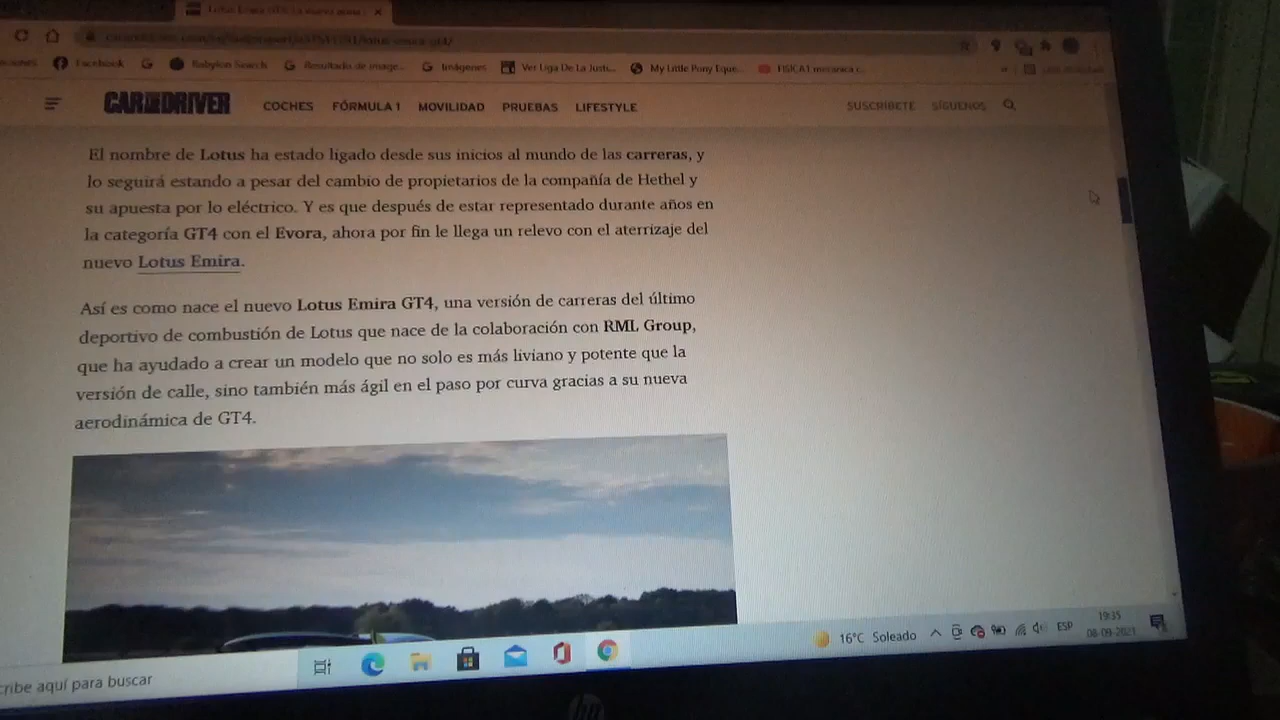 Facebook
Babylon Search
Resultado de image...
Imágenes
Ver Liga De La Justi...
My Little Pony Eque...
FISICA1 mecanica c...
CAR AND DRIVER
COCHES FÓRMULA 1 MOVILIDAD PRUEBAS LIFESTYLE
SUSCRÍBETE SÍGUENOS
El nombre de Lotus ha estado ligado desde sus inicios al mundo de las carreras, y
lo seguirá estando a pesar del cambio de propietarios de la compañía de Hethel y
su apuesta por lo eléctrico. Y es que después de estar representado durante años en
la categoría GT4 con el Evora, ahora por fin le llega un relevo con el aterrizaje del
nuevo Lotus Emira.
Así es como nace el nuevo Lotus Emira GT4, una versión de carreras del último
deportivo de combustión de Lotus que nace de la colaboración con RML Group,
que ha ayudado a crear un modelo que no solo es más liviano y potente que la
versión de calle, sino también más ágil en el paso por curva gracias a su nueva
aerodinámica de GT4.
cribe aquí para buscar
16°C Soleado
ESP
19:35
08-09-2021
hp